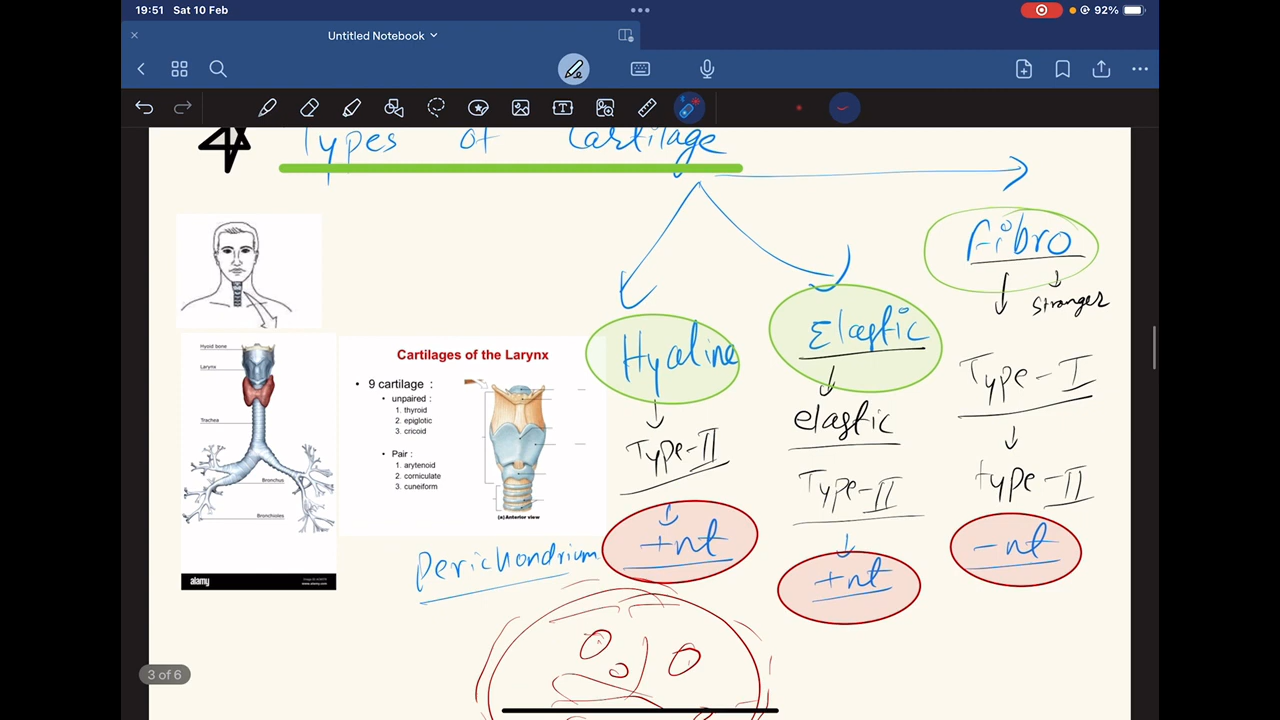 19:51 Sat 10 Feb
92%
Untitled Notebook
Types of Cartilage
Fibro
Stronger
Hyaline
Elastic
Type-I
elastic
Type-II
Type-II
type-II
+nt
+nt
-nt
Perichondrium
Hyoid bone
Larynx
Trachea
Bronchus
Bronchioles
alamy
Cartilages of the Larynx
• 9 cartilage :
• unpaired :
1. thyroid
2. epiglotic
3. cricoid
• Pair :
1. arytenoid
2. corniculate
3. cuneiform
(a) Anterior view
3 of 6